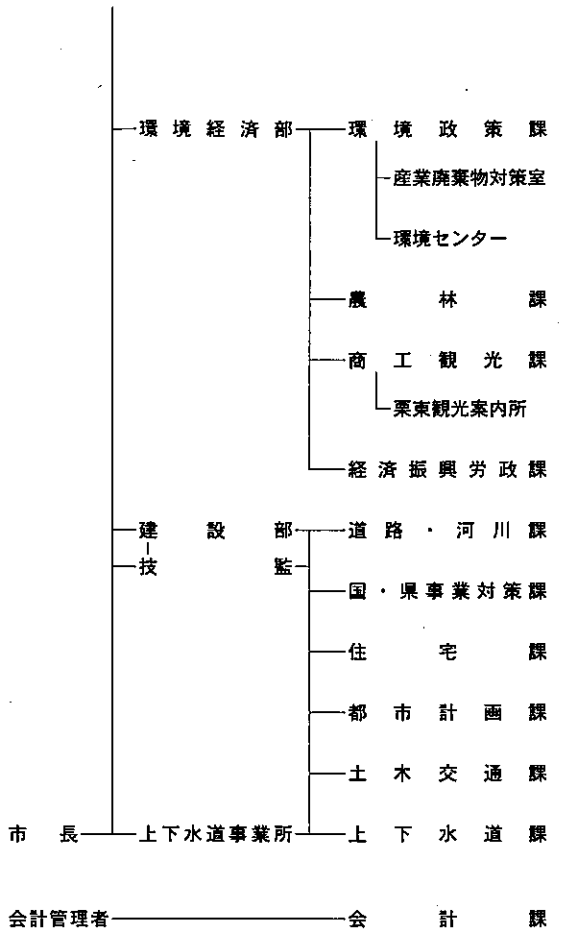 環境経済部 環境政策課
産業廃棄物対策室
環境センター
農林課
商工観光課
栗東観光案内所
経済振興労政課
建設部 道路・河川課
技監
国・県事業対策課
住宅課
都市計画課
土木交通課
市長 上下水道事業所 上下水道課
会計管理者 会計課